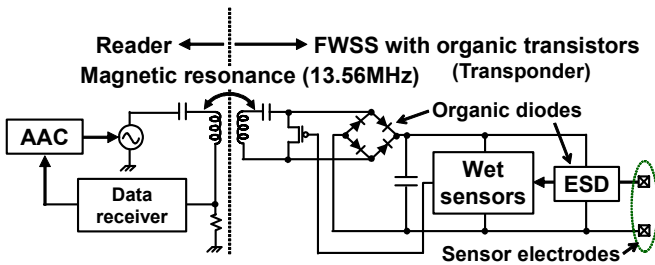 Reader
FWSS with organic transistors
Magnetic resonance (13.56MHz)
(Transponder)
Organic diodes
AAC
Wet
sensors
ESD
Data
receiver
Sensor electrodes